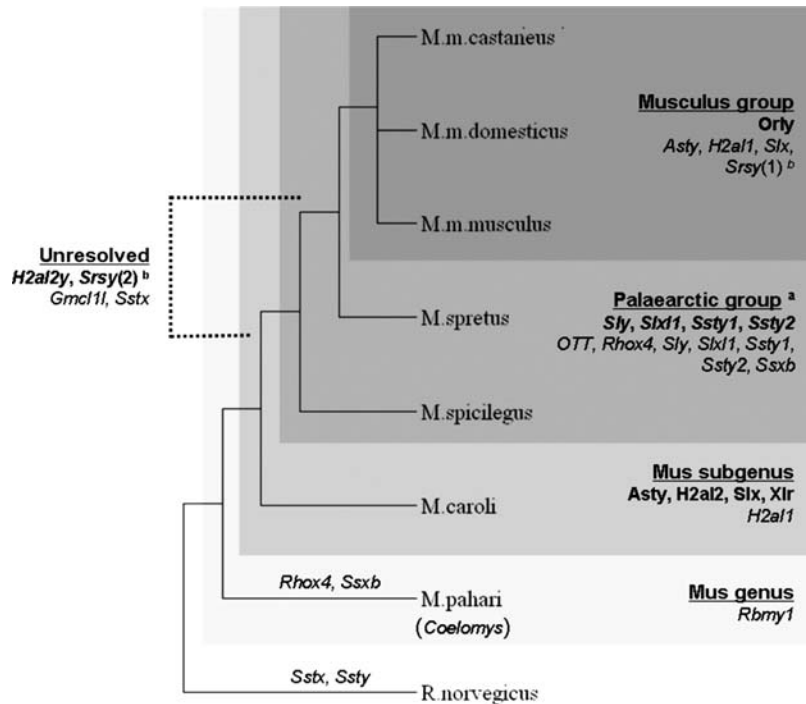 M.m.castaneus
M.m.domesticus
M.m.musculus
M.spretus
M.spicilegus
M.caroli
M.pahari
(Coelomys)
R.norvegicus
Musculus group
Orly
Asty, H2al1, Slx,
Srsy(1) b
Unresolved
H2al2y, Srsy(2) b
Gmcl1l, Sstx
Palaearctic group a
Sly, Slxl1, Ssty1, Ssty2
OTT, Rhox4, Sly, Slxl1, Ssty1,
Ssty2, Ssxb
Mus subgenus
Asty, H2al2, Slx, Xlr
H2al1
Rhox4, Ssxb
Mus genus
Rbmy1
Sstx, Ssty